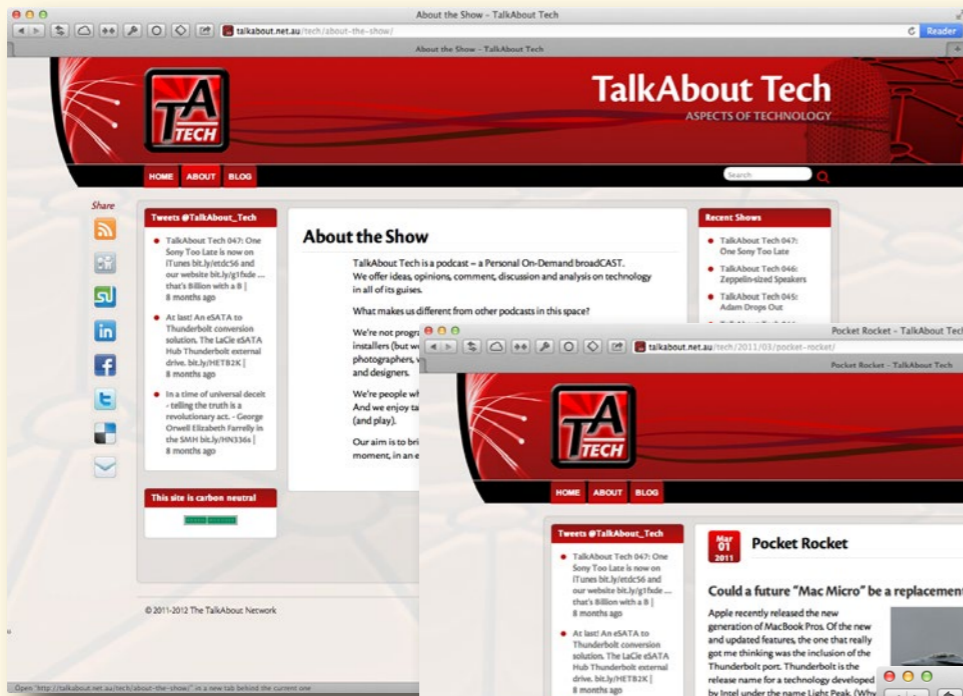 About the Show – TalkAbout Tech
talkabout.net.au/tech/about-the-show/
Reader
About the Show – TalkAbout Tech
TA
TECH
TalkAbout Tech
ASPECTS OF TECHNOLOGY
HOME ABOUT BLOG
Search
Share
Tweets @TalkAbout_Tech
TalkAbout Tech 047: One
Sony Too Late is now on
iTunes bit.ly/etdc56 and
our website bit.ly/g1fxde ...
that's Billion with a B |
8 months ago
At last! An eSATA to
Thunderbolt conversion
solution. The LaCie eSATA
Hub Thunderbolt external
drive. bit.ly/HETB2K |
8 months ago
In a time of universal deceit
- telling the truth is a
revolutionary act. - George
Orwell Elizabeth Farrelly in
the SMH bit.ly/HN336s |
8 months ago
This site is carbon neutral
About the Show
TalkAbout Tech is a podcast – a Personal On-Demand broadCAST.
We offer ideas, opinions, comment, discussion and analysis on technology
in all of its guises.
What makes us different from other podcasts in this space?
We're not progra
installers (but we
photographers, v
and designers.
We're people wh
And we enjoy ta
(and play).
Our aim is to bri
moment, in an e
Recent Shows
TalkAbout Tech 047:
One Sony Too Late
TalkAbout Tech 046:
Zeppelin-sized Speakers
TalkAbout Tech 045:
Adam Drops Out
© 2011-2012 The TalkAbout Network
Open "http://talkabout.net.au/tech/about-the-show/" in a new tab behind the current one
Pocket Rocket – TalkAbout Tech
talkabout.net.au/tech/2011/03/pocket-rocket/
Pocket Rocket – TalkAbout Tech
TA
TECH
HOME ABOUT BLOG
Tweets @TalkAbout_Tech
TalkAbout Tech 047: One
Sony Too Late is now on
iTunes bit.ly/etdc56 and
our website bit.ly/g1fxde ...
that's Billion with a B |
8 months ago
At last! An eSATA to
Thunderbolt conversion
solution. The LaCie eSATA
Hub Thunderbolt external
drive. bit.ly/HETB2K |
8 months ago
Mar
01
2011
Pocket Rocket
Could a future "Mac Micro" be a replacement
Apple recently released the new
generation of MacBook Pros. Of the new
and updated features, the one that really
got me thinking was the inclusion of the
Thunderbolt port. Thunderbolt is the
release name for a technology developed
by Intel under the name Light Peak. (Why